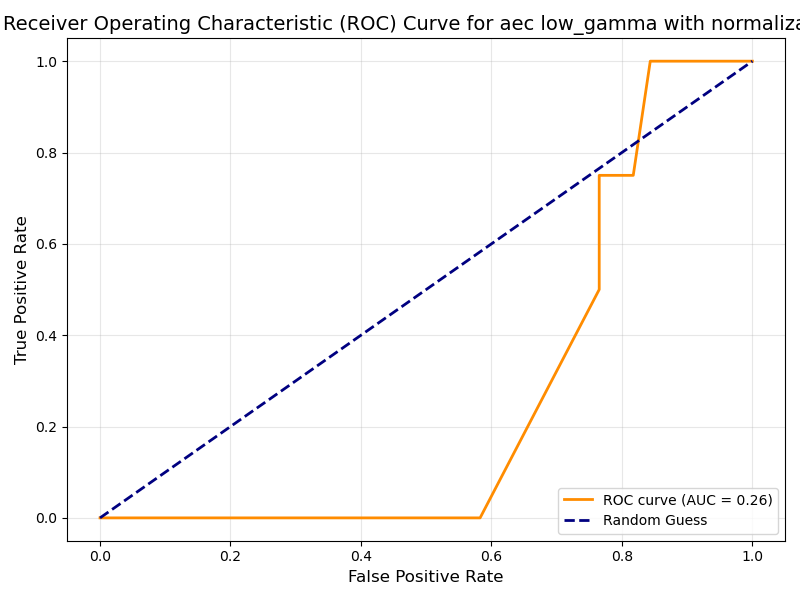 Receiver Operating Characteristic (ROC) Curve for aec low_gamma with normaliza
1.0
0.8
0.6
0.4
0.2
0.0
True Positive Rate
ROC curve (AUC = 0.26)
Random Guess
0.0 0.2 0.4 0.6 0.8 1.0
False Positive Rate